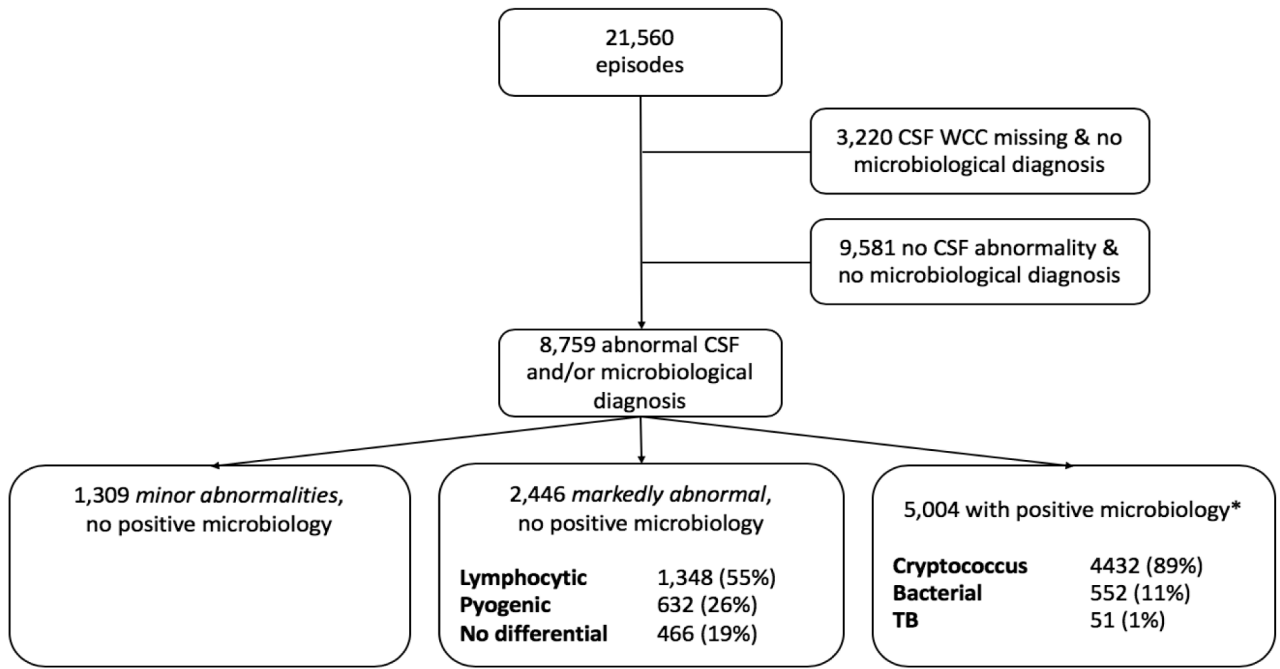 21,560
episodes
3,220 CSF WCC missing & no
microbiological diagnosis
9,581 no CSF abnormality &
no microbiological diagnosis
8,759 abnormal CSF
and/or microbiological
diagnosis
1,309 minor abnormalities,
no positive microbiology
2,446 markedly abnormal,
no positive microbiology
Lymphocytic 1,348 (55%)
Pyogenic 632 (26%)
No differential 466 (19%)
5,004 with positive microbiology*
Cryptococcus 4432 (89%)
Bacterial 552 (11%)
TB 51 (1%)